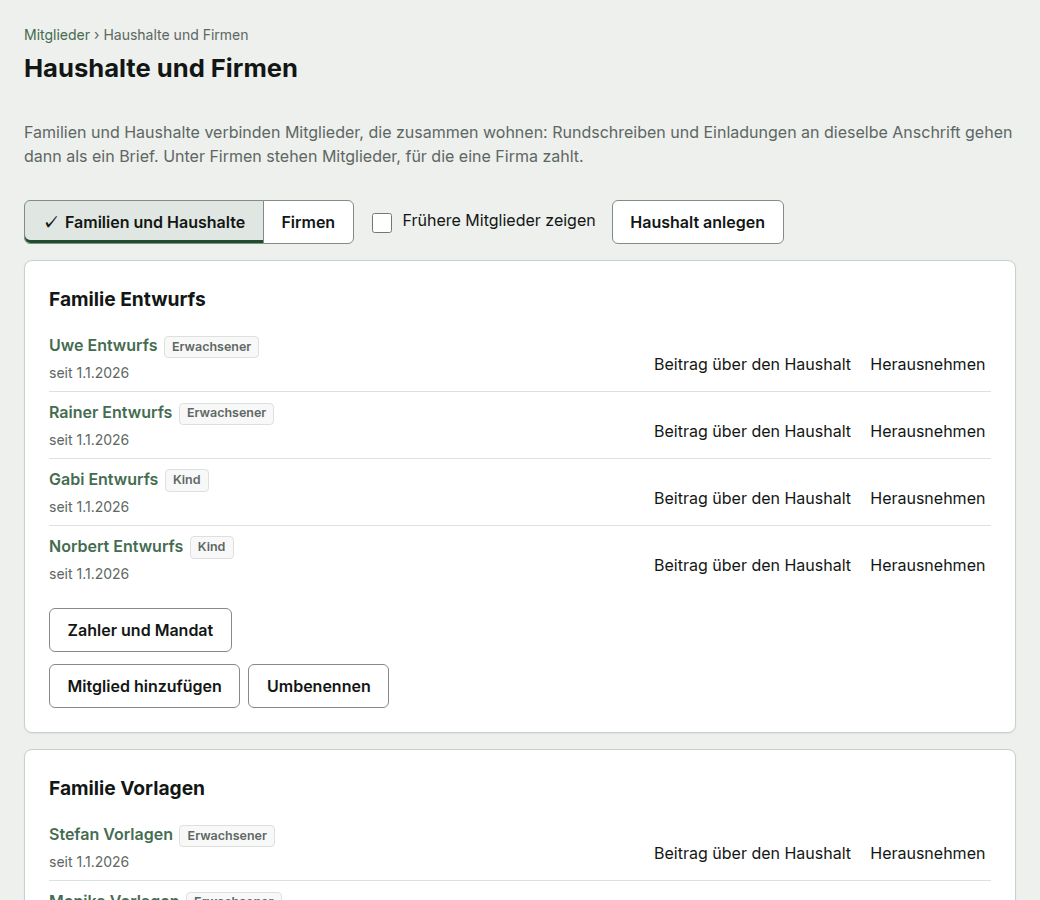 Mitglieder › Haushalte und Firmen
Haushalte und Firmen
Familien und Haushalte verbinden Mitglieder, die zusammen wohnen: Rundschreiben und Einladungen an dieselbe Anschrift gehen
dann als ein Brief. Unter Firmen stehen Mitglieder, für die eine Firma zahlt.
✓ Familien und Haushalte Firmen Frühere Mitglieder zeigen Haushalt anlegen
Familie Entwurfs
Uwe Entwurfs Erwachsener
seit 1.1.2026
Beitrag über den Haushalt Herausnehmen
Rainer Entwurfs Erwachsener
seit 1.1.2026
Beitrag über den Haushalt Herausnehmen
Gabi Entwurfs Kind
seit 1.1.2026
Beitrag über den Haushalt Herausnehmen
Norbert Entwurfs Kind
seit 1.1.2026
Beitrag über den Haushalt Herausnehmen
Zahler und Mandat
Mitglied hinzufügen Umbenennen
Familie Vorlagen
Stefan Vorlagen Erwachsener
seit 1.1.2026
Beitrag über den Haushalt Herausnehmen
Monika Vorlagen Erwachsener